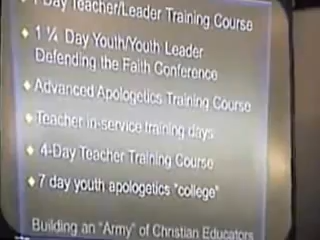 1 Day Teacher/Leader Training Course
1 ¼ Day Youth/Youth Leader
Defending the Faith Conference
Advanced Apologetics Training Course
Teacher in-service training days
4-Day Teacher Training Course
7 day youth apologetics "college"
Building an "Army" of Christian Educators